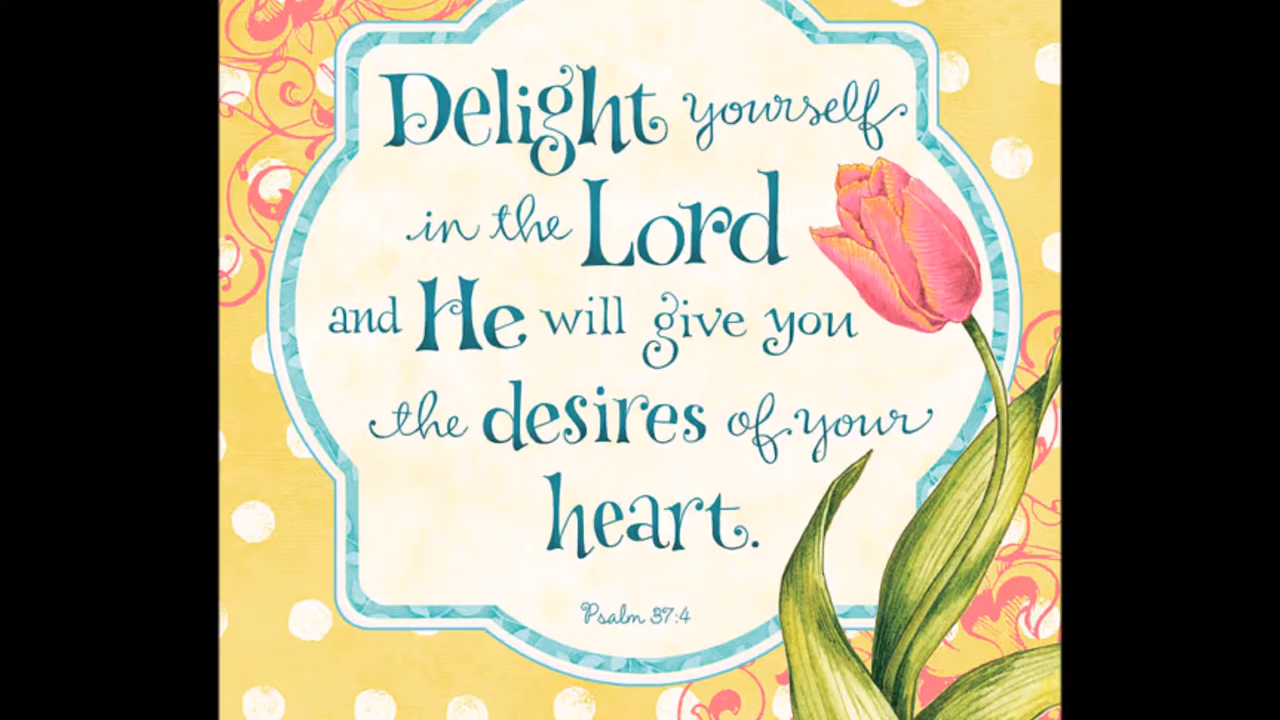 Delight yourself
in the Lord
and He will give you
the desires of your
heart.
Psalm 37:4